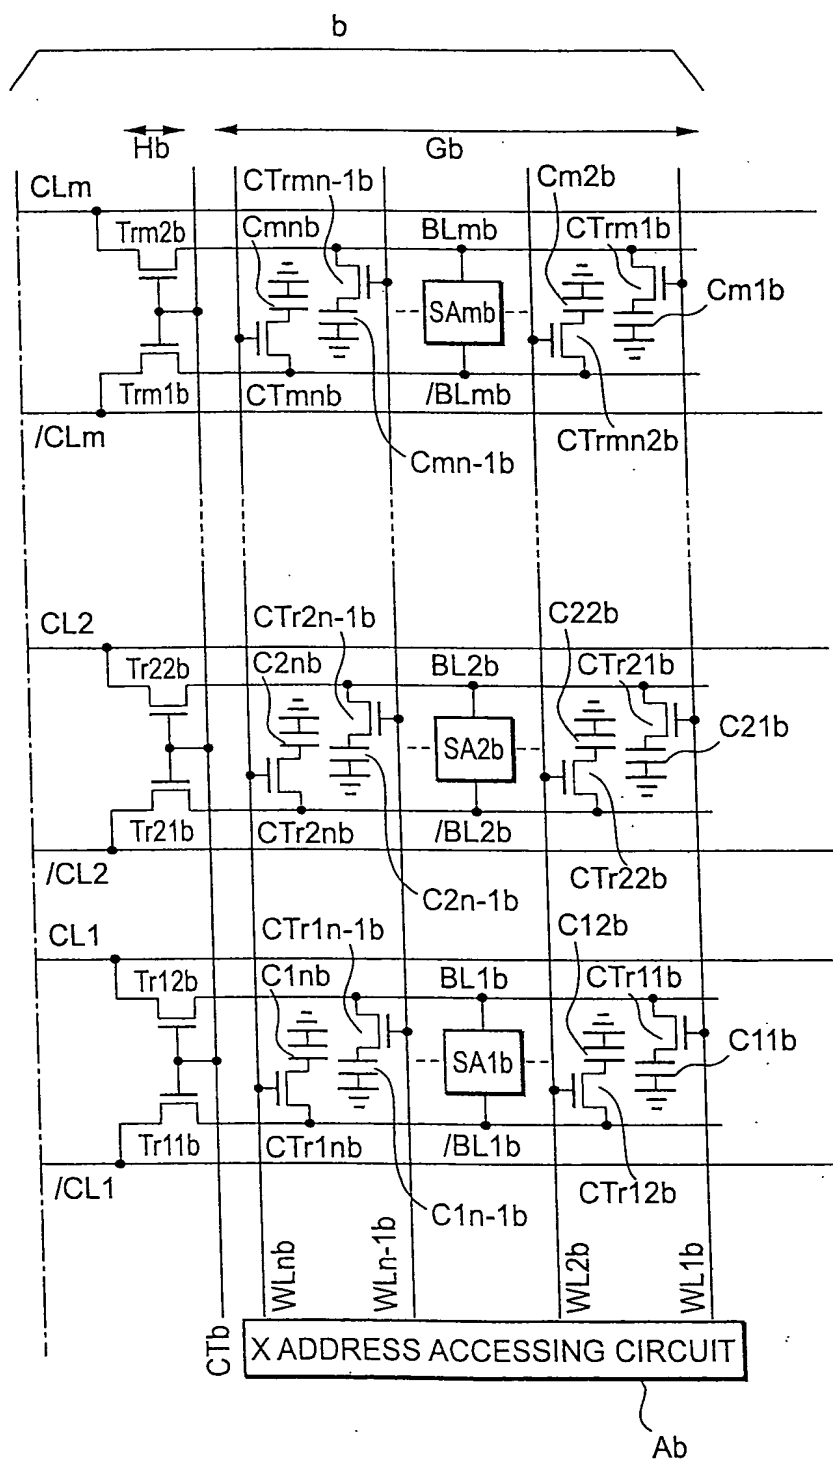 b
Hb
Gb
CLm
CTrmn-1b
Cm2b
Trm2b
Cmnb
BLmb
CTrm1b
SAmb
Cm1b
Trm1b
CTmnb
/BLmb
/CLm
Cmn-1b
CTrmn2b
CL2
CTr2n-1b
C22b
Tr22b
C2nb
BL2b
CTr21b
SA2b
C21b
Tr21b
CTr2nb
/BL2b
/CL2
C2n-1b
CTr22b
CL1
CTr1n-1b
C12b
Tr12b
C1nb
BL1b
CTr11b
SA1b
C11b
Tr11b
CTr1nb
/BL1b
/CL1
C1n-1b
CTr12b
CTb
WLnb
WLn-1b
WL2b
WL1b
X ADDRESS ACCESSING CIRCUIT
Ab